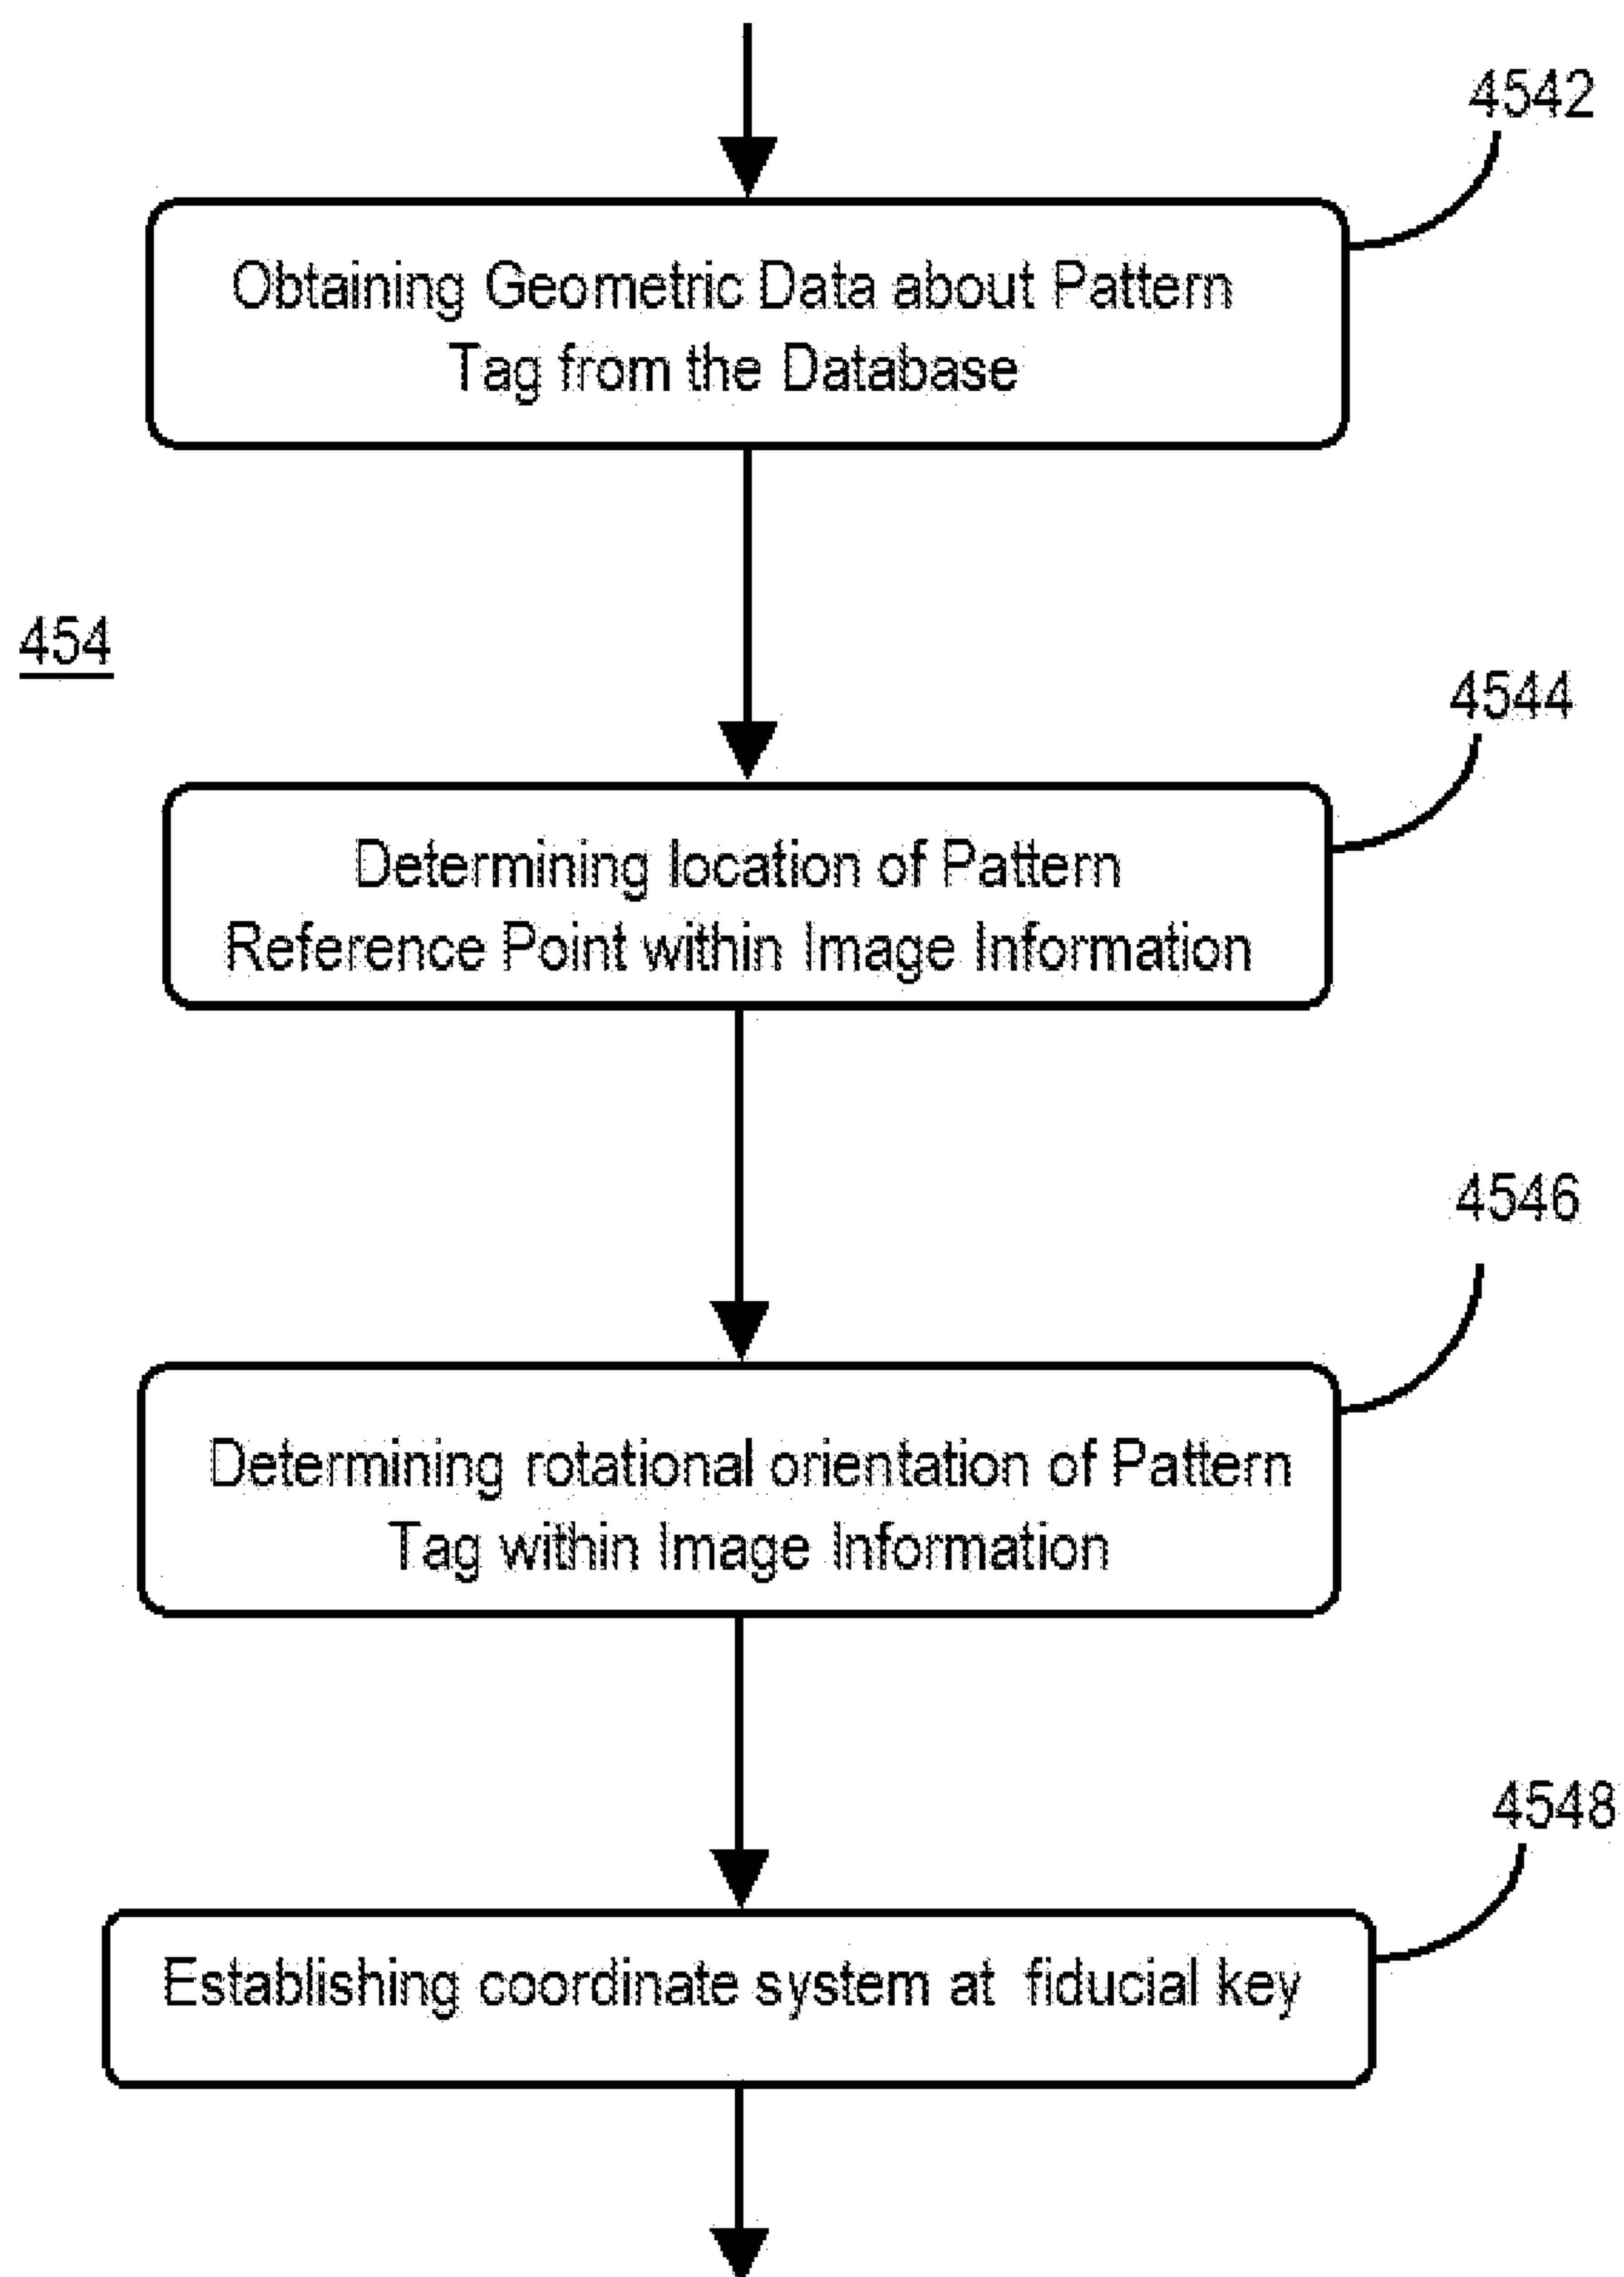 4542
Obtaining Geometric Data about Pattern
Tag from the Database
454
4544
Determining location of Pattern
Reference Point within Image Information
4546
Determining rotational orientation of Pattern
Tag within Image Information
4548
Establishing coordinate system at fiducial key